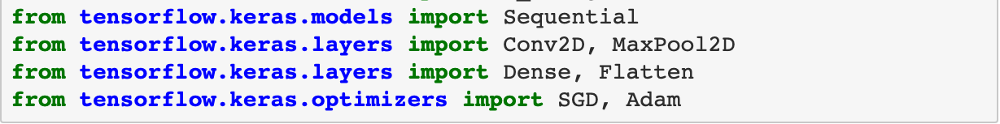 from tensorflow.keras.models import Sequential
from tensorflow.keras.layers import Conv2D, MaxPool2D
from tensorflow.keras.layers import Dense, Flatten
from tensorflow.keras.optimizers import SGD, Adam